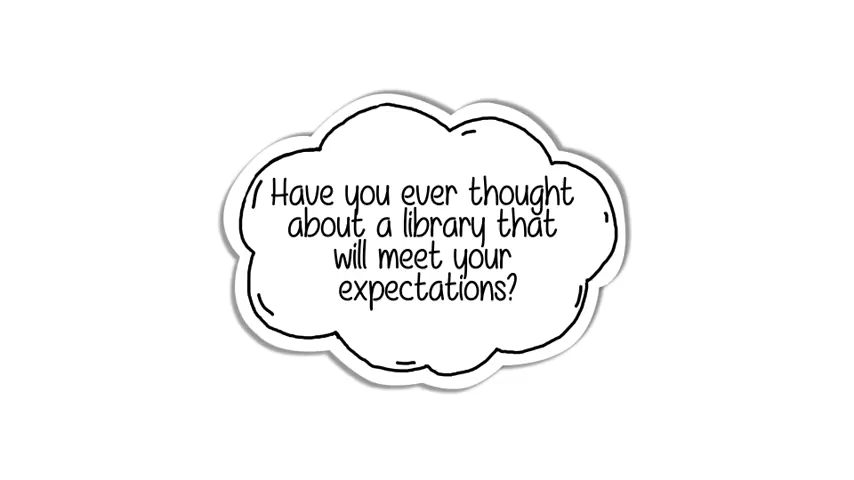 Have you ever thought
about a library that
will meet your
expectations?